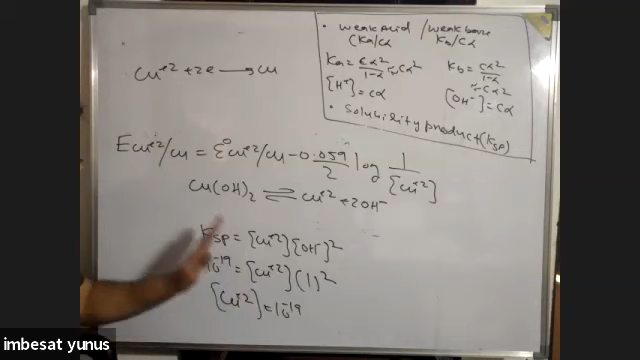 • weak Acid / weak base
(Ka/α Kb/cα
Ka = cα²/1-α ≈ cα² Kb = cα²/1-α ≈ cα²
[H⁺] = cα [OH⁻] = cα
• solubility product (Ksp)
Cu⁺² + 2e → Cu
E Cu⁺²/Cu = E° Cu⁺²/Cu - 0.059/2 log 1/[Cu⁺²]
Cu(OH)₂ ⇌ Cu⁺² + 2OH⁻
Ksp = [Cu⁺²][OH⁻]²
10⁻¹⁹ = [Cu⁺²](1)²
[Cu⁺²] = 10⁻¹⁹
imbesat yunus